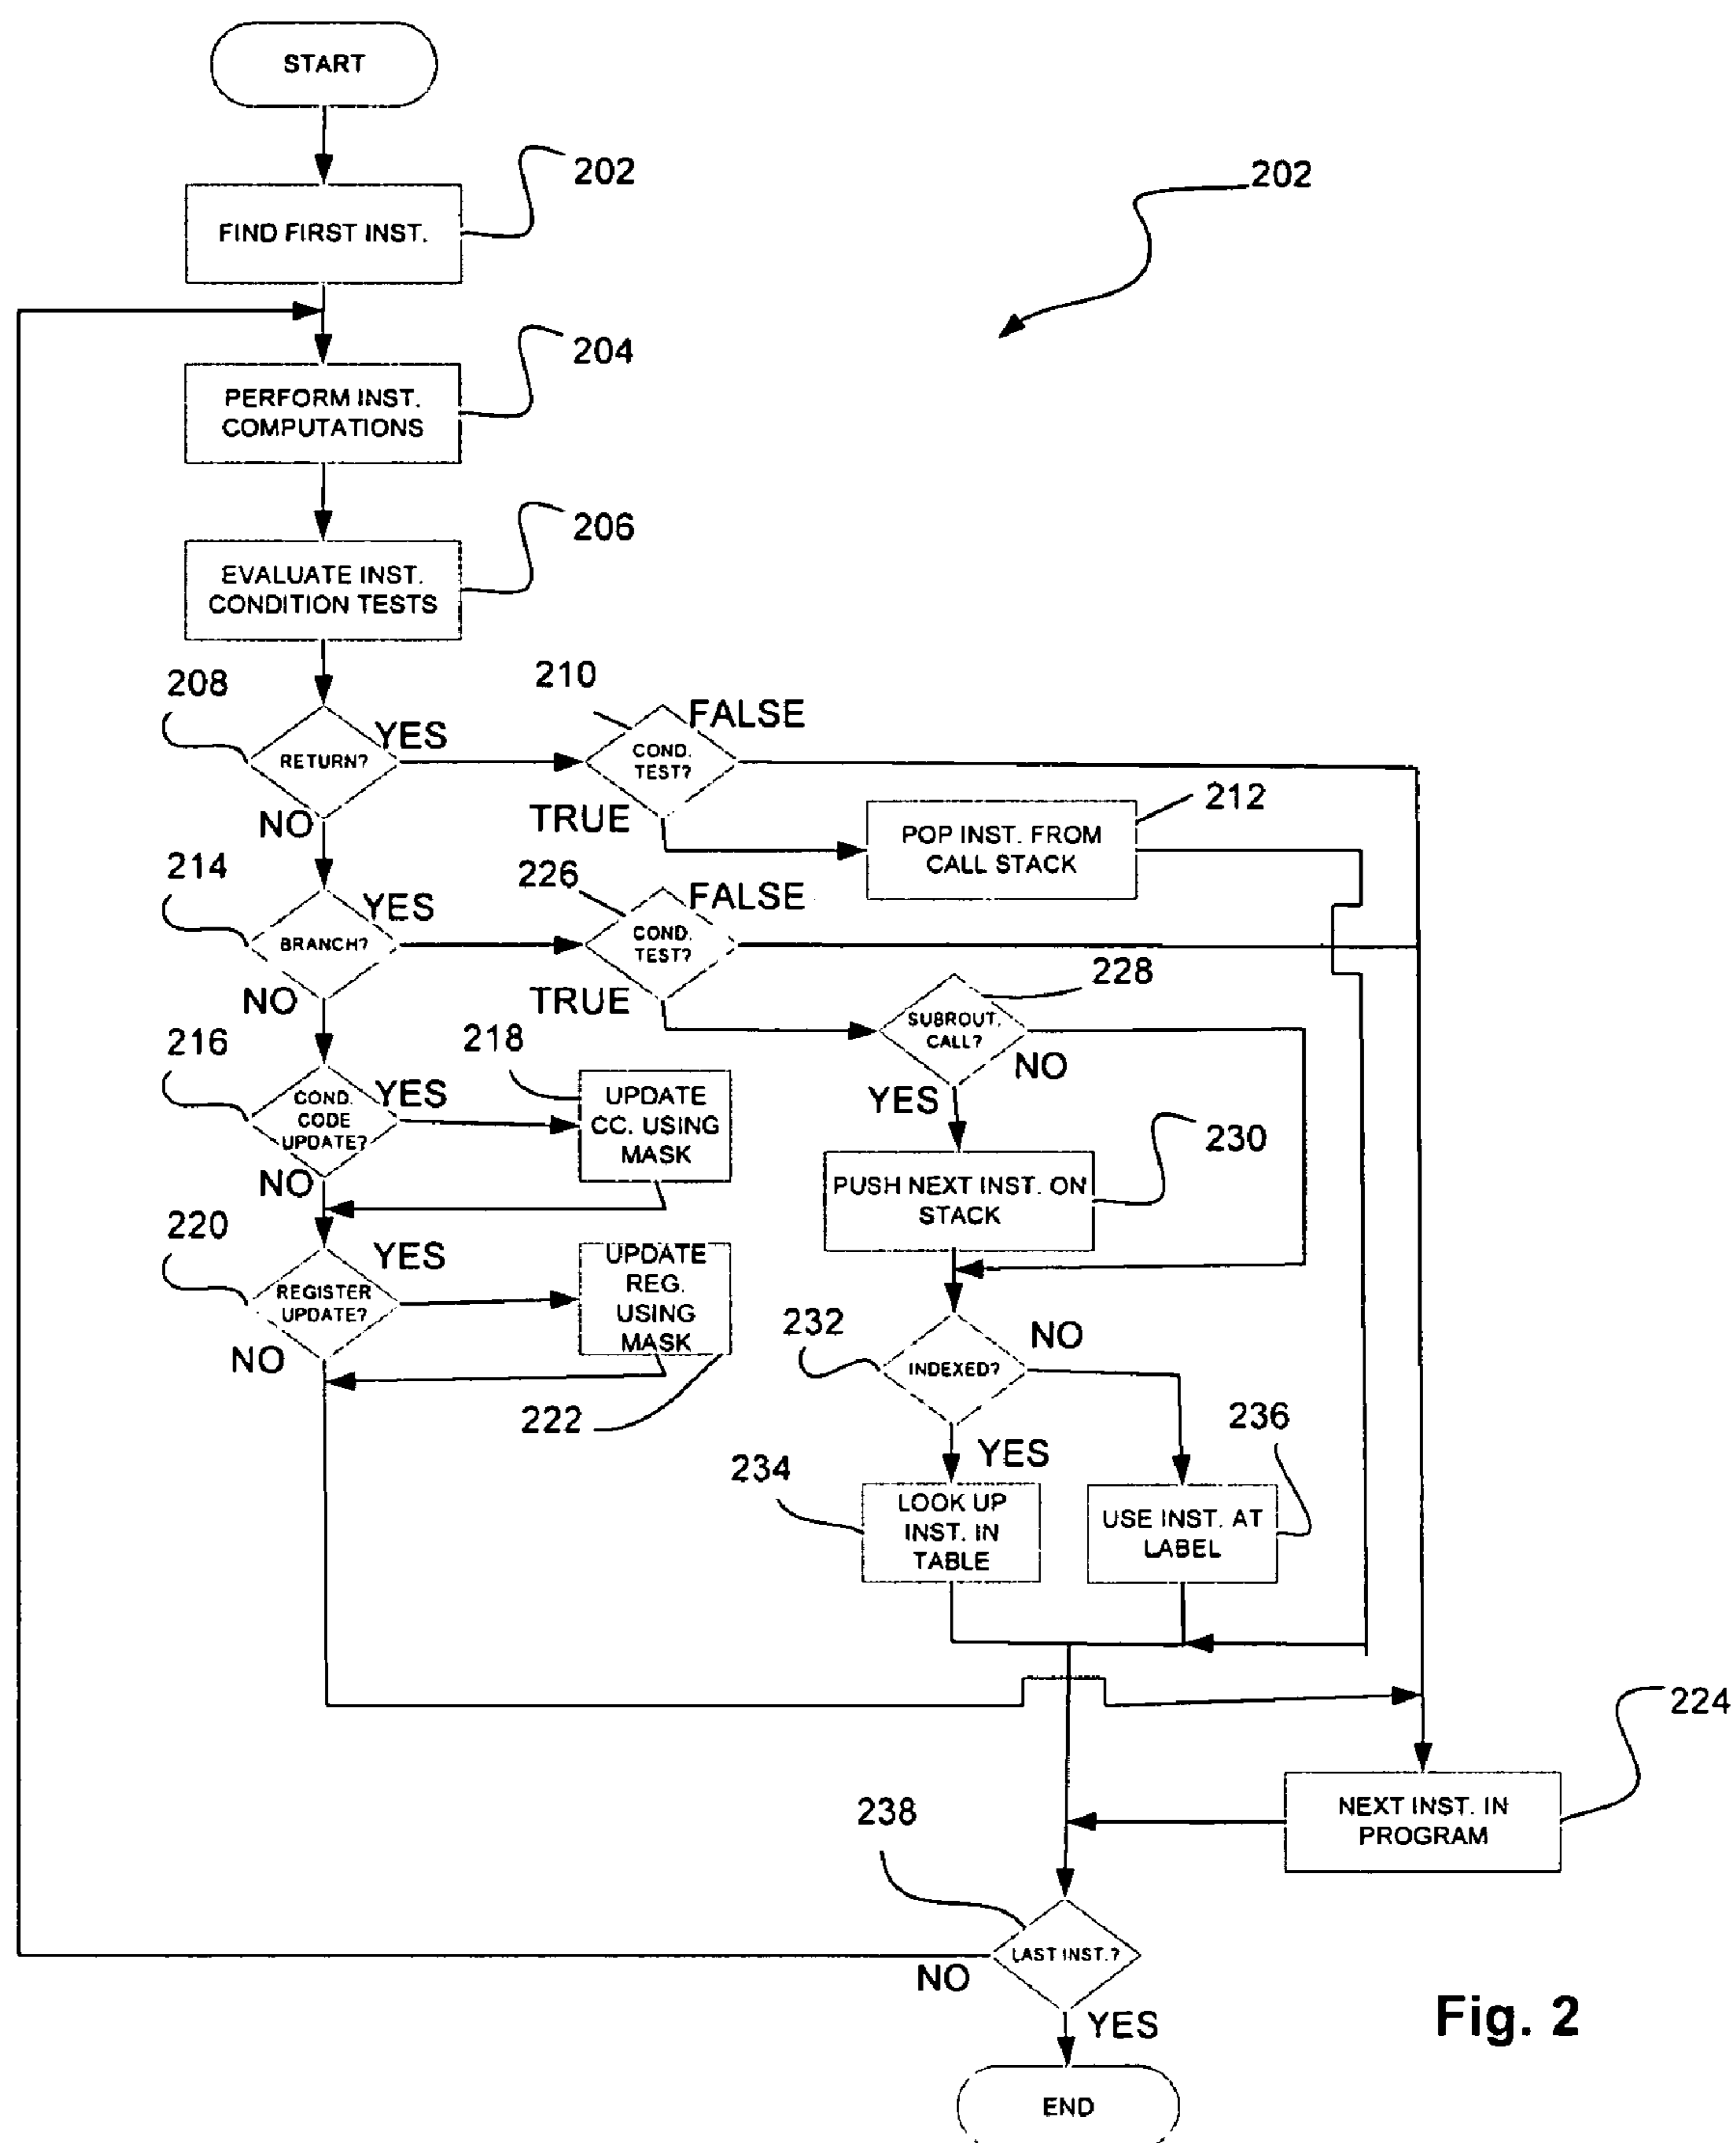 START
202
FIND FIRST INST.
202
204
PERFORM INST.
COMPUTATIONS
206
EVALUATE INST.
CONDITION TESTS
208
RETURN?
YES
NO
210
COND.
TEST?
FALSE
TRUE
212
POP INST. FROM
CALL STACK
214
BRANCH?
YES
NO
226
COND.
TEST?
FALSE
TRUE
228
SUBROUT.
CALL?
NO
YES
216
COND.
CODE
UPDATE?
YES
NO
218
UPDATE
CC. USING
MASK
230
PUSH NEXT INST. ON
STACK
220
REGISTER
UPDATE?
YES
NO
UPDATE
REG.
USING
MASK
222
232
INDEXED?
NO
YES
234
LOOK UP
INST. IN
TABLE
236
USE INST. AT
LABEL
224
NEXT INST. IN
PROGRAM
238
LAST INST.?
NO
YES
END
Fig. 2